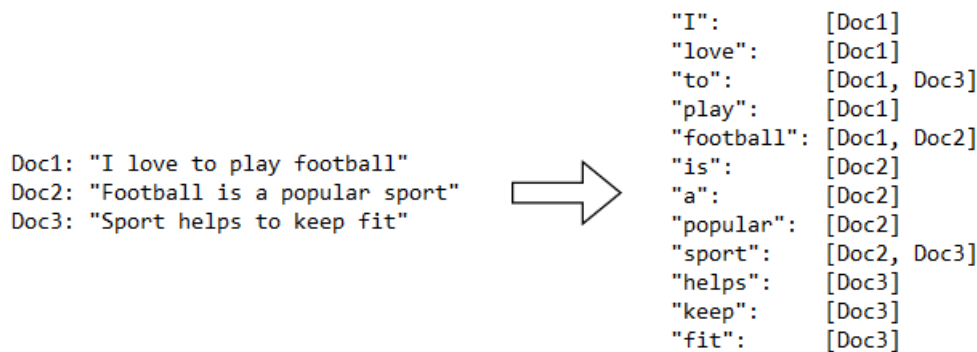 Doc1: "I love to play football"
Doc2: "Football is a popular sport"
Doc3: "Sport helps to keep fit"
"I": [Doc1]
"love": [Doc1]
"to": [Doc1, Doc3]
"play": [Doc1]
"football": [Doc1, Doc2]
"is": [Doc2]
"a": [Doc2]
"popular": [Doc2]
"sport": [Doc2, Doc3]
"helps": [Doc3]
"keep": [Doc3]
"fit": [Doc3]